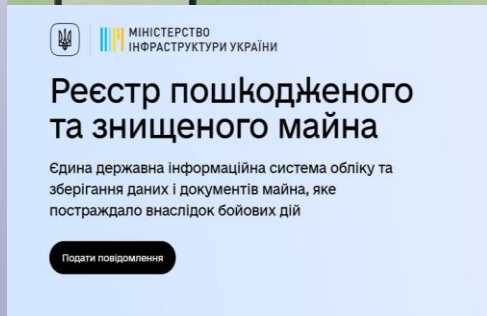 МІНІСТЕРСТВО
ІНФРАСТРУКТУРИ УКРАЇНИ
Реєстр пошкодженого
та знищеного майна
Єдина державна інформаційна система обліку та
зберігання даних і документів майна, яке
постраждало внаслідок бойових дій
Подати повідомлення